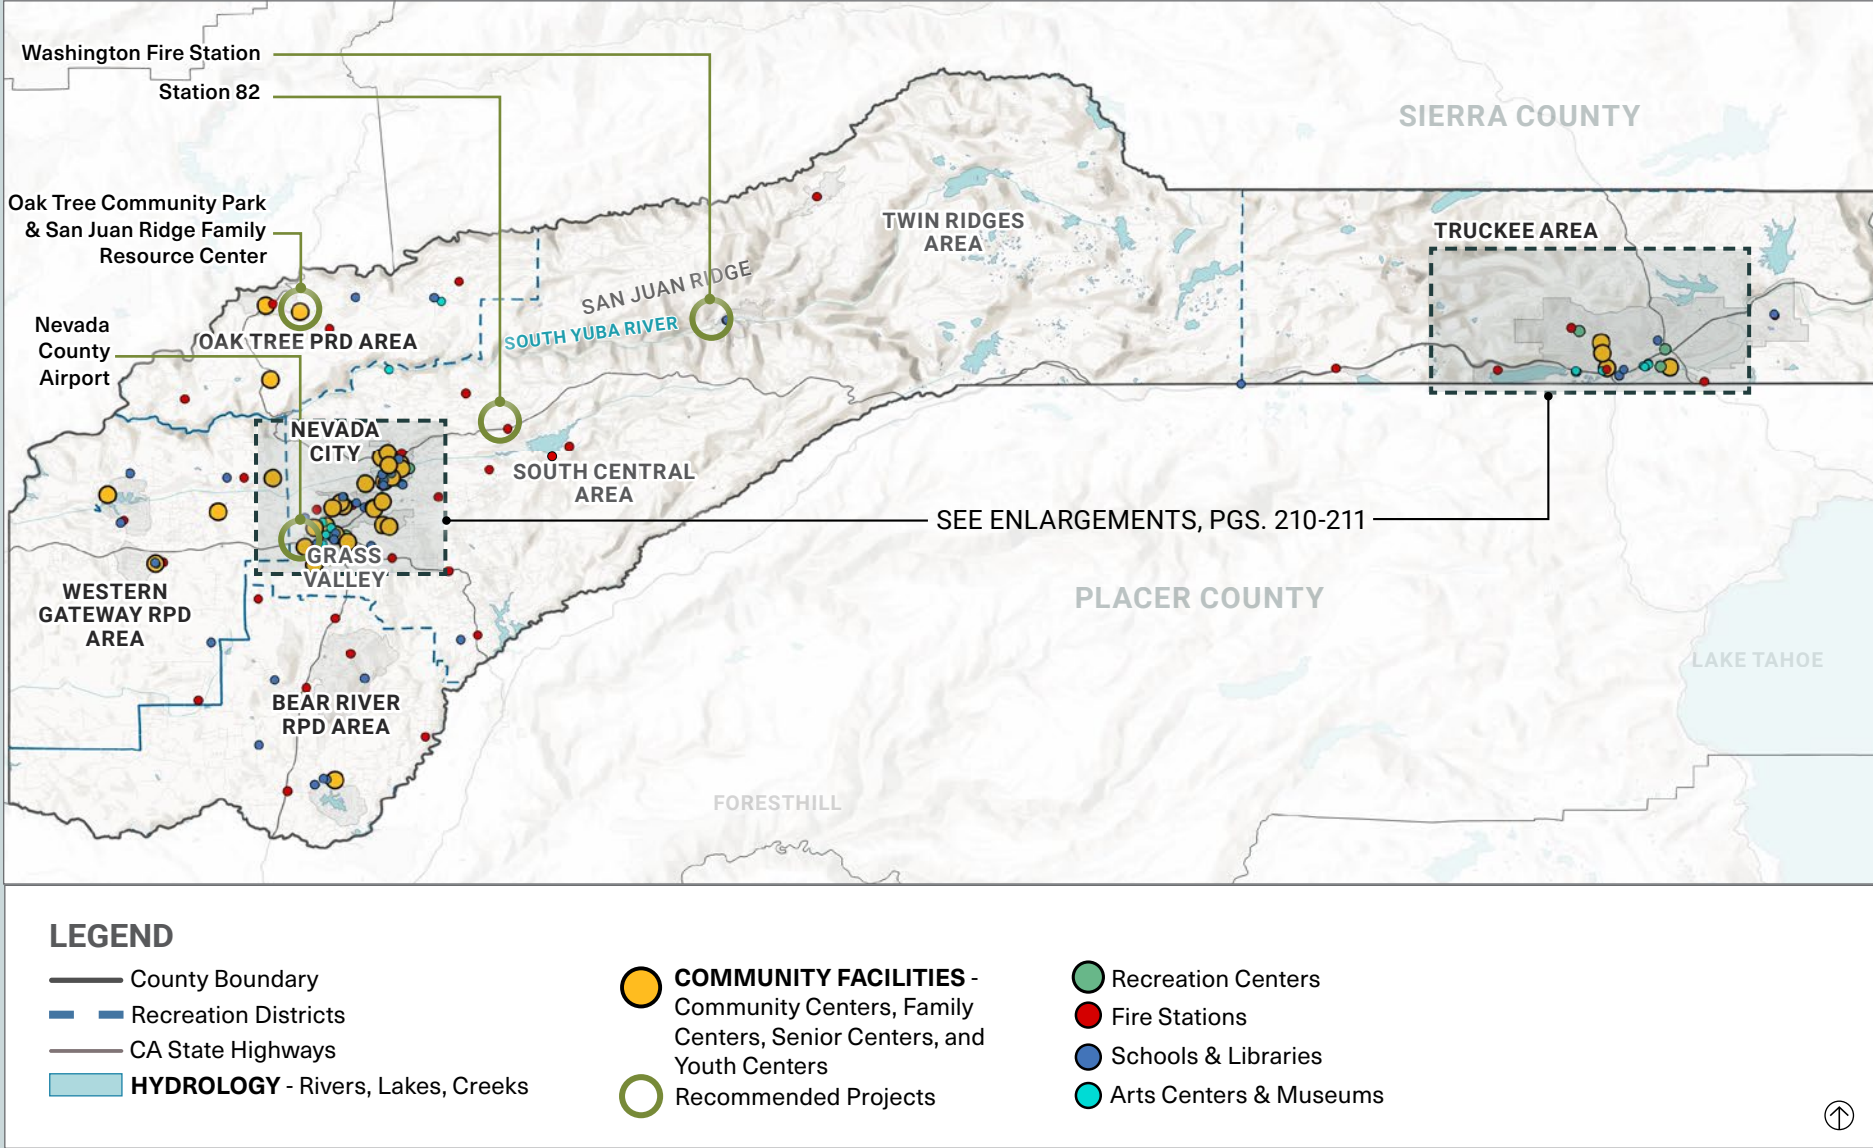 Washington Fire Station
Station 82
SIERRA COUNTY
Oak Tree Community Park
& San Juan Ridge Family
Resource Center
TWIN RIDGES
AREA
TRUCKEE AREA
SAN JUAN RIDGE
SOUTH YUBA RIVER
Nevada
County
Airport
OAK TREE PRD AREA
NEVADA
CITY
SOUTH CENTRAL
AREA
SEE ENLARGEMENTS, PGS. 210-211
GRASS
VALLEY
WESTERN
GATEWAY RPD
AREA
PLACER COUNTY
LAKE TAHOE
BEAR RIVER
RPD AREA
FORESTHILL
LEGEND
County Boundary
Recreation Districts
CA State Highways
HYDROLOGY - Rivers, Lakes, Creeks
COMMUNITY FACILITIES -
Community Centers, Family
Centers, Senior Centers, and
Youth Centers
Recommended Projects
Recreation Centers
Fire Stations
Schools & Libraries
Arts Centers & Museums